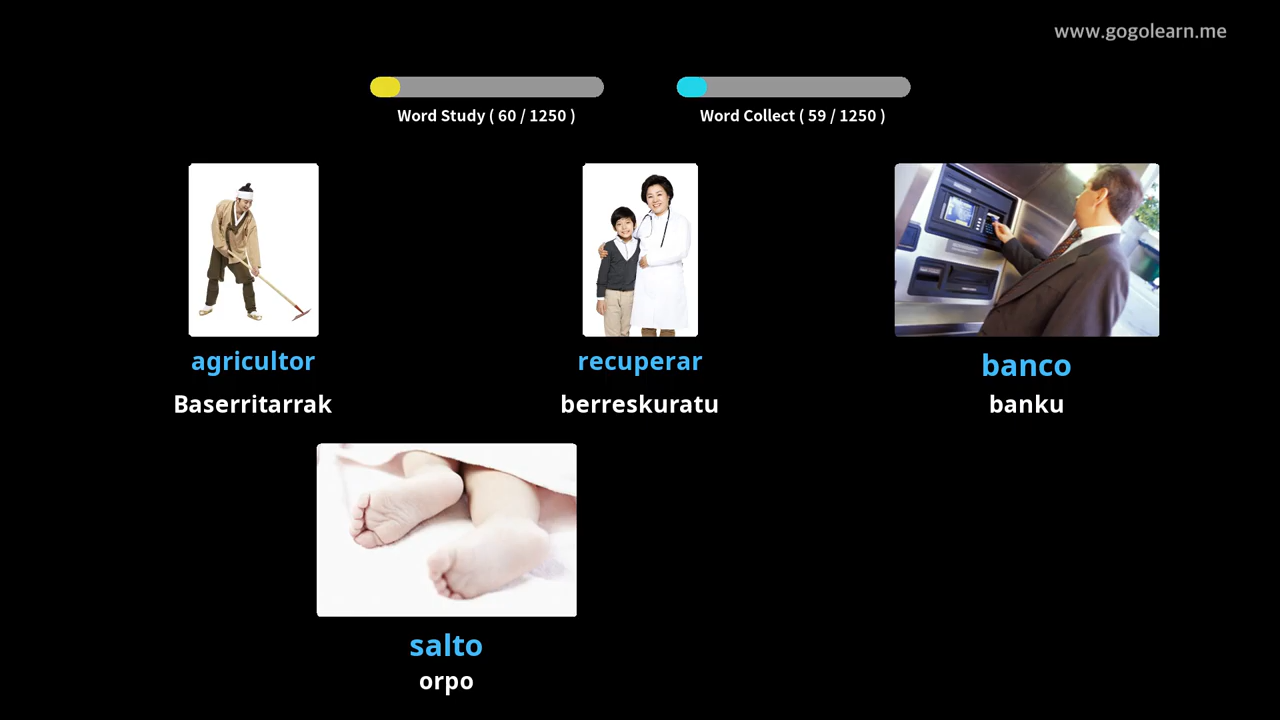 www.gogolearn.me
Word Study ( 60 / 1250 )
Word Collect ( 59 / 1250 )
agricultor
Baserritarrak
recuperar
berreskuratu
banco
banku
salto
orpo